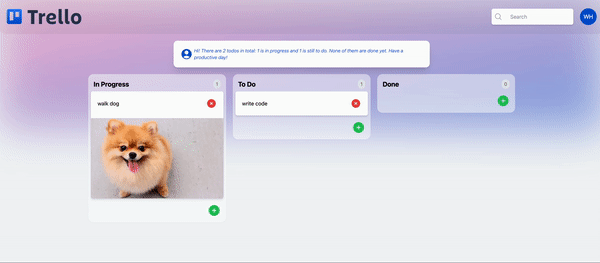 Trello
Search
WH
Hi! There are 2 todos in total: 1 is in progress and 1 is still to do. None of them are done yet. Have a
productive day!
In Progress 1
To Do 1
Done 0
walk dog
write code